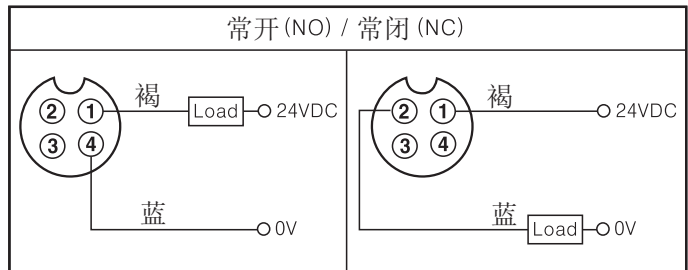 常开(NO) / 常闭(NC)
② ① 褐 Load 24VDC
③ ④
蓝 0V
② ① 褐 24VDC
③ ④
蓝 Load 0V